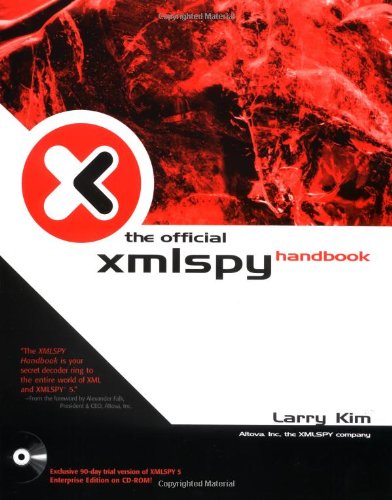 Copyrighted Material
the official
xmlspy handbook
"The XMLSPY
Handbook is your
secret decoder ring to
the entire world of XML
and XMLSPY 5."
—From the foreword by Alexander Falk,
President & CEO, Altova, Inc.
Larry Kim
Altova, Inc., the XMLSPY company
Exclusive 90-day trial version of XMLSPY 5
Enterprise Edition on CD-ROM!
Copyrighted Material